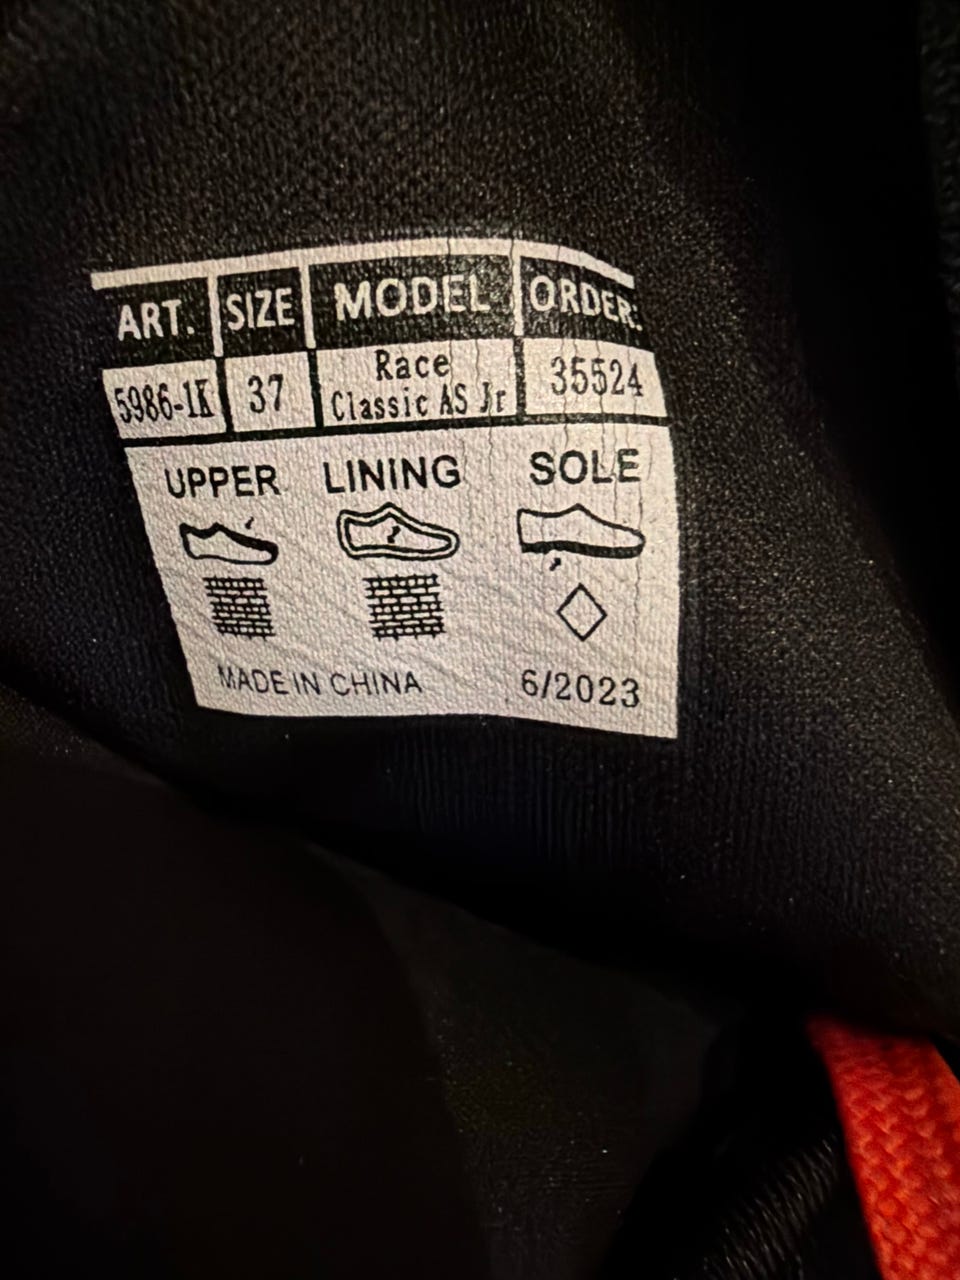 ART. SIZE MODEL ORDER:
5986-1K 37 Race Classic AS Jr 35524
UPPER LINING SOLE
MADE IN CHINA 6/2023